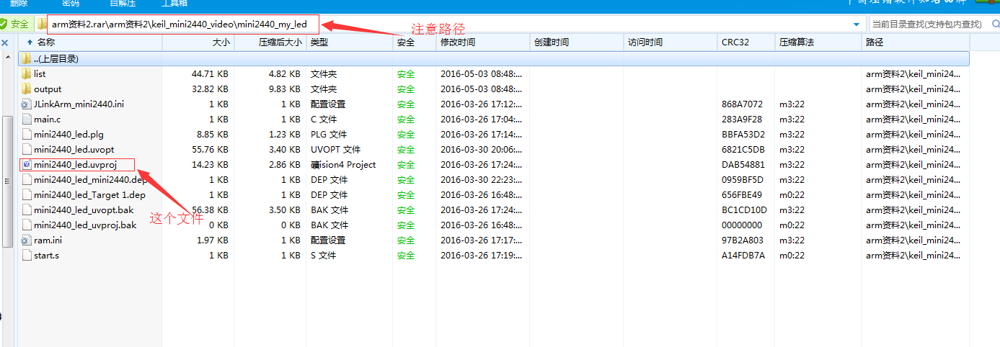 删除 密码 自解压 工具箱
安全 arm资料2.rar\arm资料2\keil_mini2440_video\mini2440_my_led 注意路径 当前目录查找(支持包内查找)
名称 大小 压缩后大小 类型 安全 修改时间 创建时间 访问时间 CRC32 压缩算法 路径
..(上层目录)
list 44.71 KB 4.82 KB 文件夹 安全 2016-05-03 08:48:... arm资料2\keil_mini24...
output 32.82 KB 9.83 KB 文件夹 安全 2016-05-03 08:48:... arm资料2\keil_mini24...
JLinkArm_mini2440.ini 1 KB 1 KB 配置设置 安全 2016-03-26 17:12:... 868A7072 m3:22 arm资料2\keil_mini24...
main.c 1 KB 1 KB C 文件 安全 2016-03-26 17:04:... 283A9F28 m3:22 arm资料2\keil_mini24...
mini2440_led.plg 8.85 KB 1.23 KB PLG 文件 安全 2016-03-26 17:14:... BBFA53D2 m3:22 arm资料2\keil_mini24...
mini2440_led.uvopt 55.76 KB 3.40 KB UVOPT 文件 安全 2016-03-30 20:06:... 6821C5DB m3:22 arm资料2\keil_mini24...
mini2440_led.uvproj 14.23 KB 2.86 KB 礦ision4 Project 安全 2016-03-26 17:24:... DAB54881 m3:22 arm资料2\keil_mini24...
mini2440_led_mini2440.dep 1 KB 1 KB DEP 文件 安全 2016-03-30 22:23:... 0959BF5D m3:22 arm资料2\keil_mini24...
mini2440_led_Target 1.dep 1 KB 1 KB DEP 文件 安全 2016-03-26 16:48:... 656FBE49 m0:22 arm资料2\keil_mini24...
mini2440_led_uvopt.bak 56.38 KB 3.50 KB BAK 文件 安全 2016-03-26 17:24:... BC1CD10D m3:22 arm资料2\keil_mini24...
这个文件
mini2440_led_uvproj.bak 0 KB 0 KB BAK 文件 安全 2016-03-26 16:48:... 00000000 m0:22 arm资料2\keil_mini24...
ram.ini 1.97 KB 1 KB 配置设置 安全 2016-03-26 17:17:... 97B2A803 m3:22 arm资料2\keil_mini24...
start.s 1 KB 1 KB S 文件 安全 2016-03-26 17:19:... A14FDB7A m0:22 arm资料2\keil_mini24...